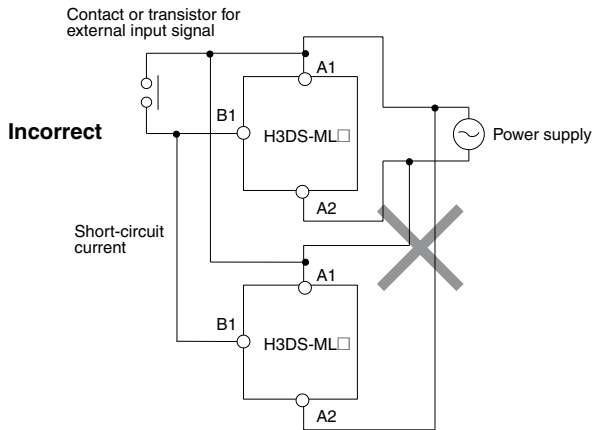 Contact or transistor for
external input signal
A1
B1
H3DS-ML□
Incorrect
Power supply
A2
Short-circuit
current
A1
B1
H3DS-ML□
A2